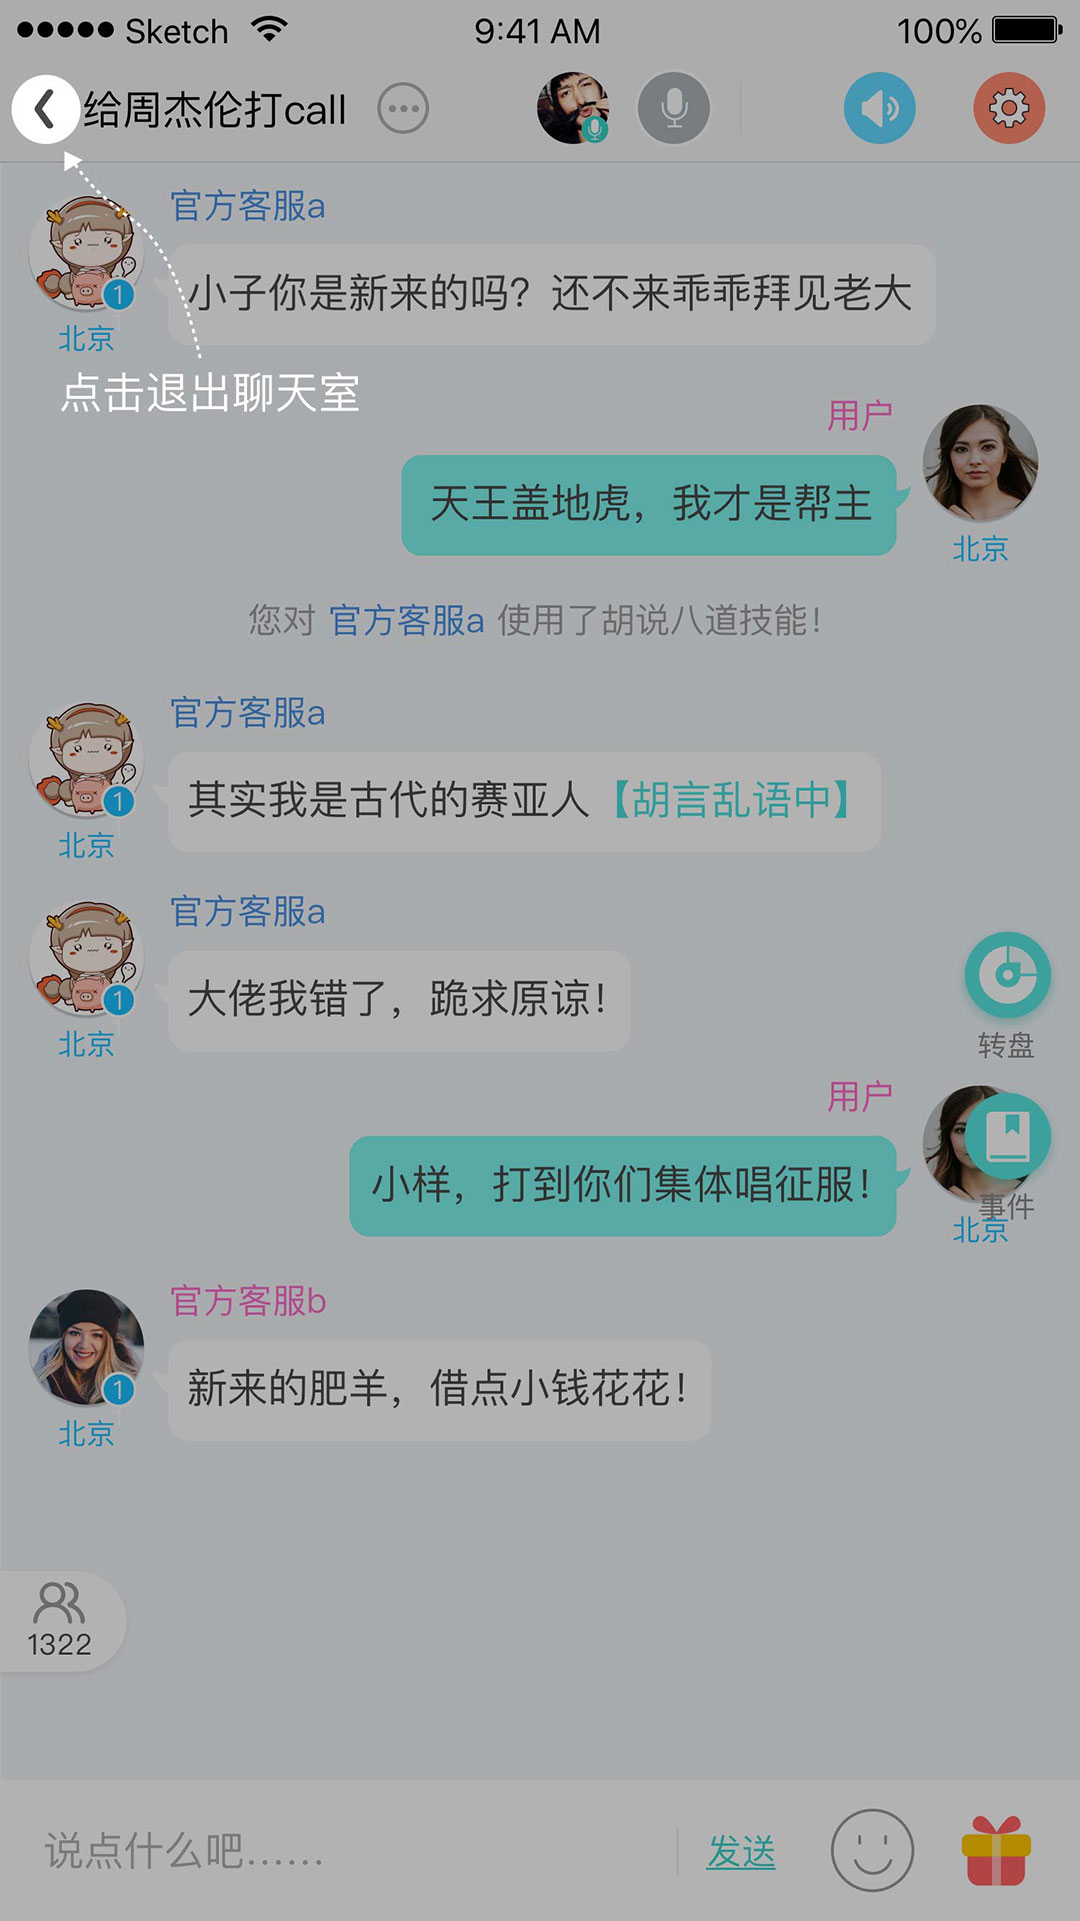 Sketch 9:41 AM 100%
给周杰伦打call
官方客服a
小子你是新来的吗？还不来乖乖拜见老大
1
北京
点击退出聊天室
用户
天王盖地虎，我才是帮主
北京
您对 官方客服a 使用了胡说八道技能！
官方客服a
其实我是古代的赛亚人【胡言乱语中】
1
北京
官方客服a
大佬我错了，跪求原谅！
1
北京
转盘
用户
小样，打到你们集体唱征服！
事件
北京
官方客服b
新来的肥羊，借点小钱花花！
1
北京
1322
说点什么吧…… 发送